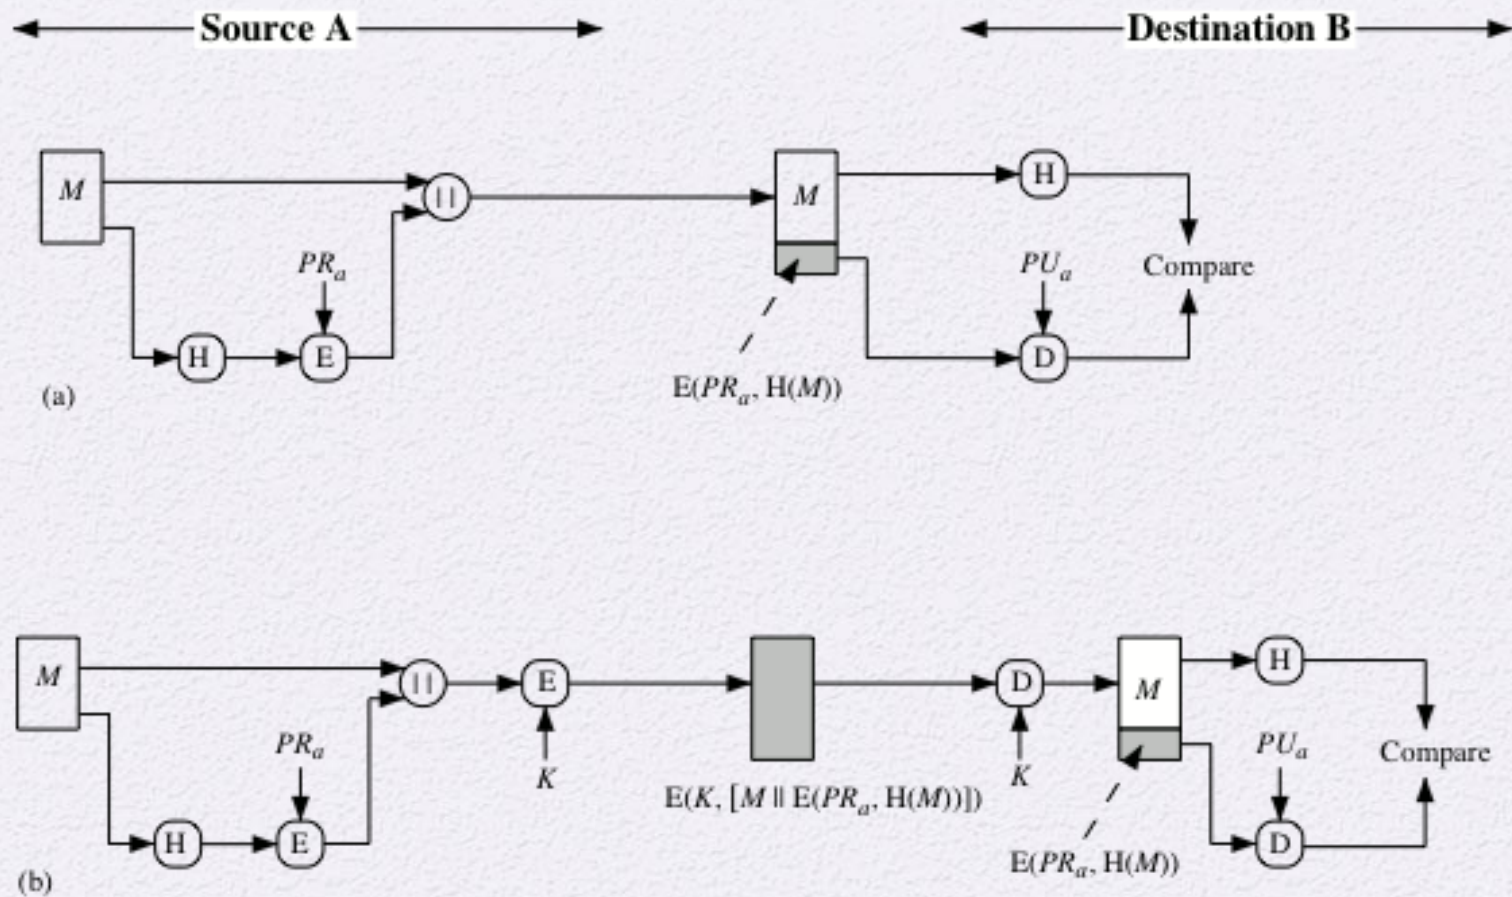 Source A
Destination B
M
||
M
H
PRa
PUa
Compare
H
E
D
E(PRa, H(M))
(a)
M
||
E
D
M
H
PRa
K
E(K, [M || E(PRa, H(M))])
K
PUa
Compare
H
E
D
E(PRa, H(M))
(b)